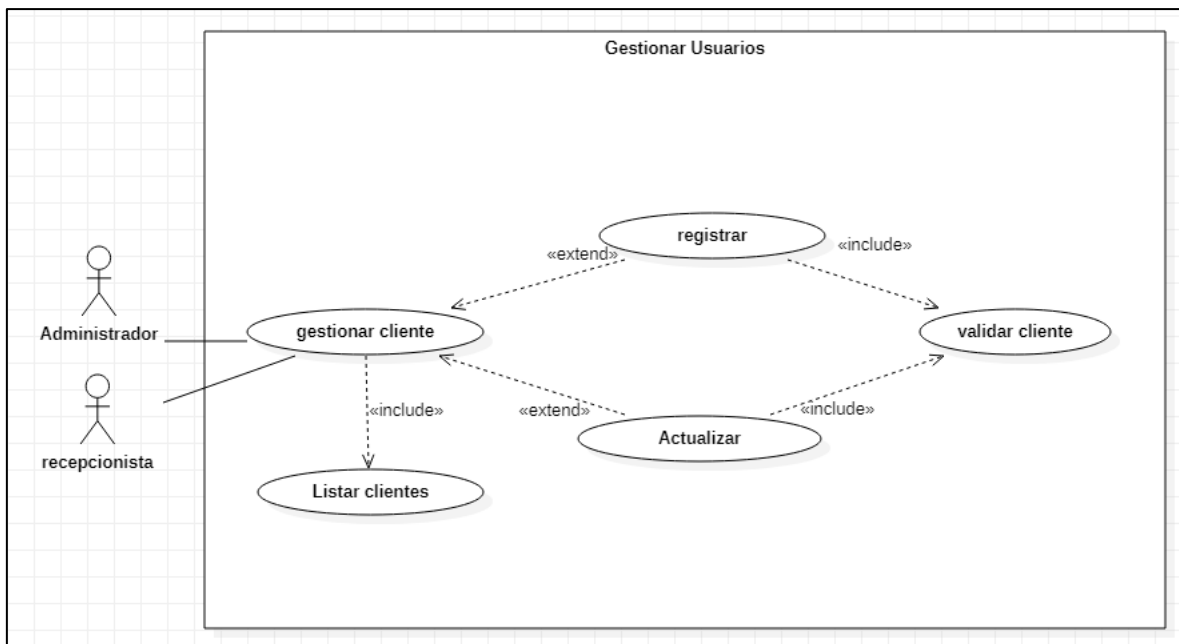 Gestionar Usuarios
registrar
«extend»
«include»
Administrador
gestionar cliente
validar cliente
«include»
«extend»
«include»
Actualizar
recepcionista
Listar clientes